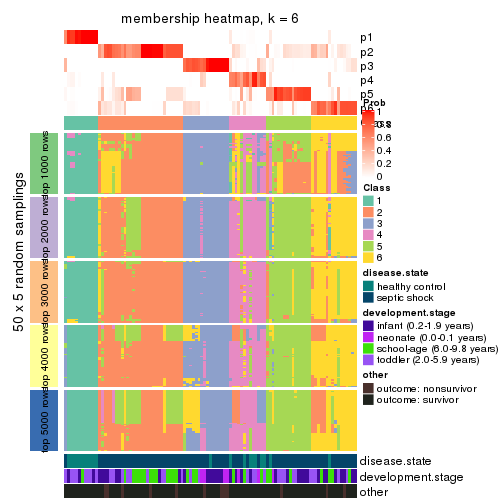 membership heatmap, k = 6
p1
p2
p3
p4
p5
p6
Class
Prob
1
0.8
0.6
0.4
0.2
0
Class
1
2
3
4
5
6
disease.state
healthy control
septic shock
development.stage
infant (0.2-1.9 years)
neonate (0.0-0.1 years)
school-age (6.0-9.8 years)
toddler (2.0-5.9 years)
other
outcome: nonsurvivor
outcome: survivor
50 x 5 random samplings
top 1000 rows
top 2000 rows
top 3000 rows
top 4000 rows
top 5000 rows
disease.state
development.stage
other